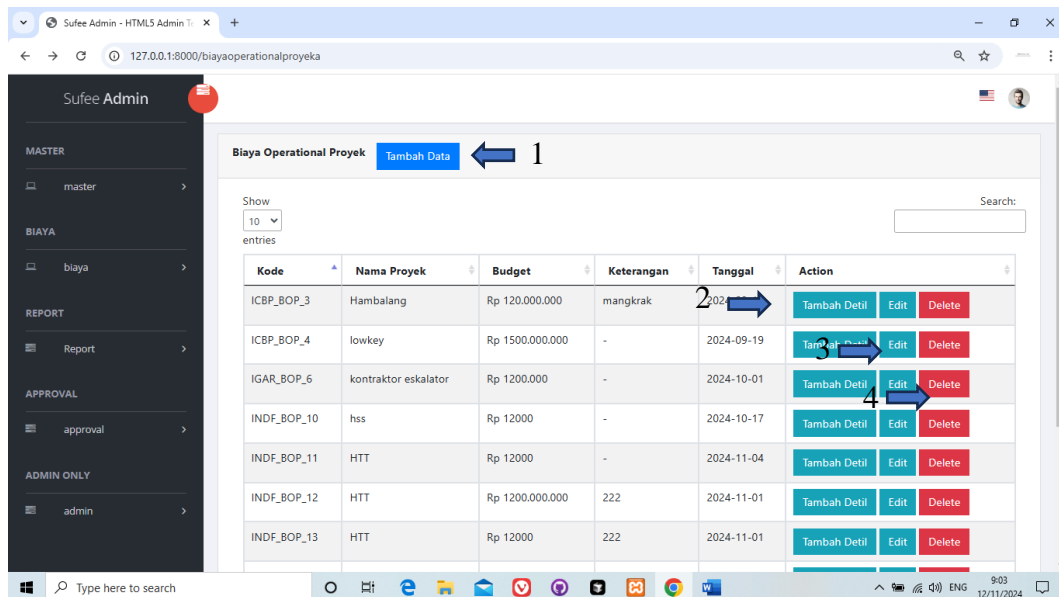 Sufee Admin - HTML5 Admin Te
127.0.0.1:8000/biayaoperationalproyeka
Sufee Admin
MASTER
master
BIAYA
biaya
REPORT
Report
APPROVAL
approval
ADMIN ONLY
admin
Biaya Operational Proyek Tambah Data 1
Show
10
entries
Search:
Kode Nama Proyek Budget Keterangan Tanggal Action
ICBP_BOP_3 Hambalang Rp 120.000.000 mangkrak 2 Tambah Detil Edit Delete
ICBP_BOP_4 lowkey Rp 1500.000.000 - 2024-09-19 3 Edit Delete
IGAR_BOP_6 kontraktor eskalator Rp 1200.000 - 2024-10-01 Tambah Detil Edit Delete
4
INDF_BOP_10 hss Rp 12000 - 2024-10-17 Tambah Detil Edit Delete
INDF_BOP_11 HTT Rp 12000 - 2024-11-04 Tambah Detil Edit Delete
INDF_BOP_12 HTT Rp 1200.000.000 222 2024-11-01 Tambah Detil Edit Delete
INDF_BOP_13 HTT Rp 12000 222 2024-11-01 Tambah Detil Edit Delete
Type here to search
ENG
9:03
12/11/2024